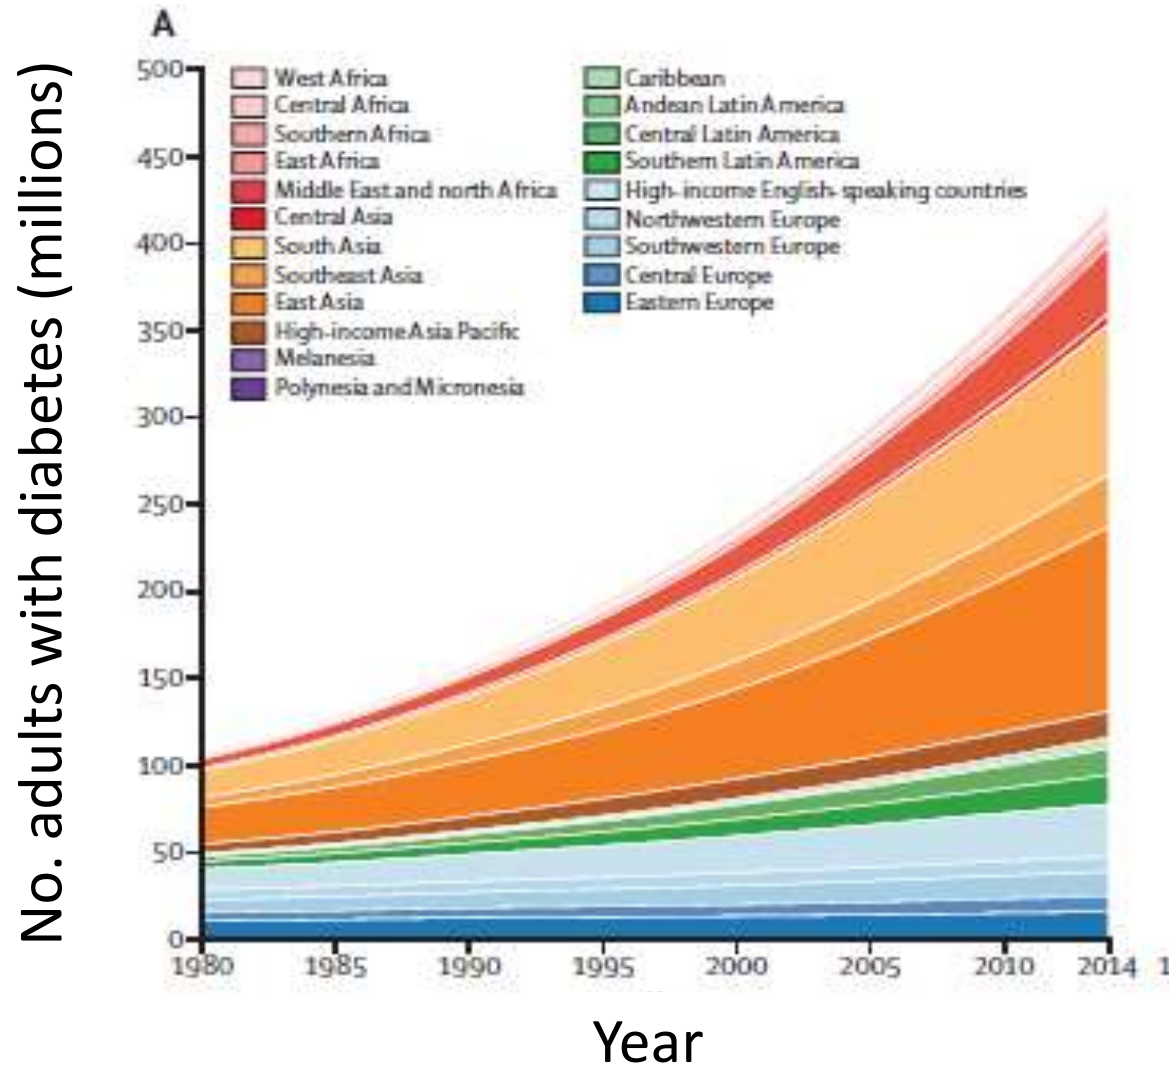 A
No. adults with diabetes (millions)
500
450
400
350
300
250
200
150
100
50
0
West Africa
Central Africa
Southern Africa
East Africa
Middle East and north Africa
Central Asia
South Asia
Southeast Asia
East Asia
High-income Asia Pacific
Melanesia
Polynesia and Micronesia
Caribbean
Andean Latin America
Central Latin America
Southern Latin America
High-income English-speaking countries
Northwestern Europe
Southwestern Europe
Central Europe
Eastern Europe
1980 1985 1990 1995 2000 2005 2010 2014 1
Year